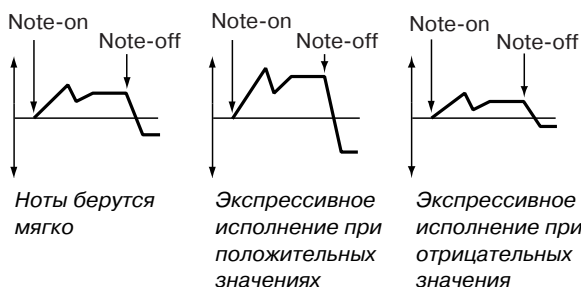 Note-on
Note-off
Ноты берутся
мягко
Note-on
Note-off
Экспрессивное
исполнение при
положительных
значениях
Note-on
Note-off
Экспрессивное
исполнение при
отрицательных
значения